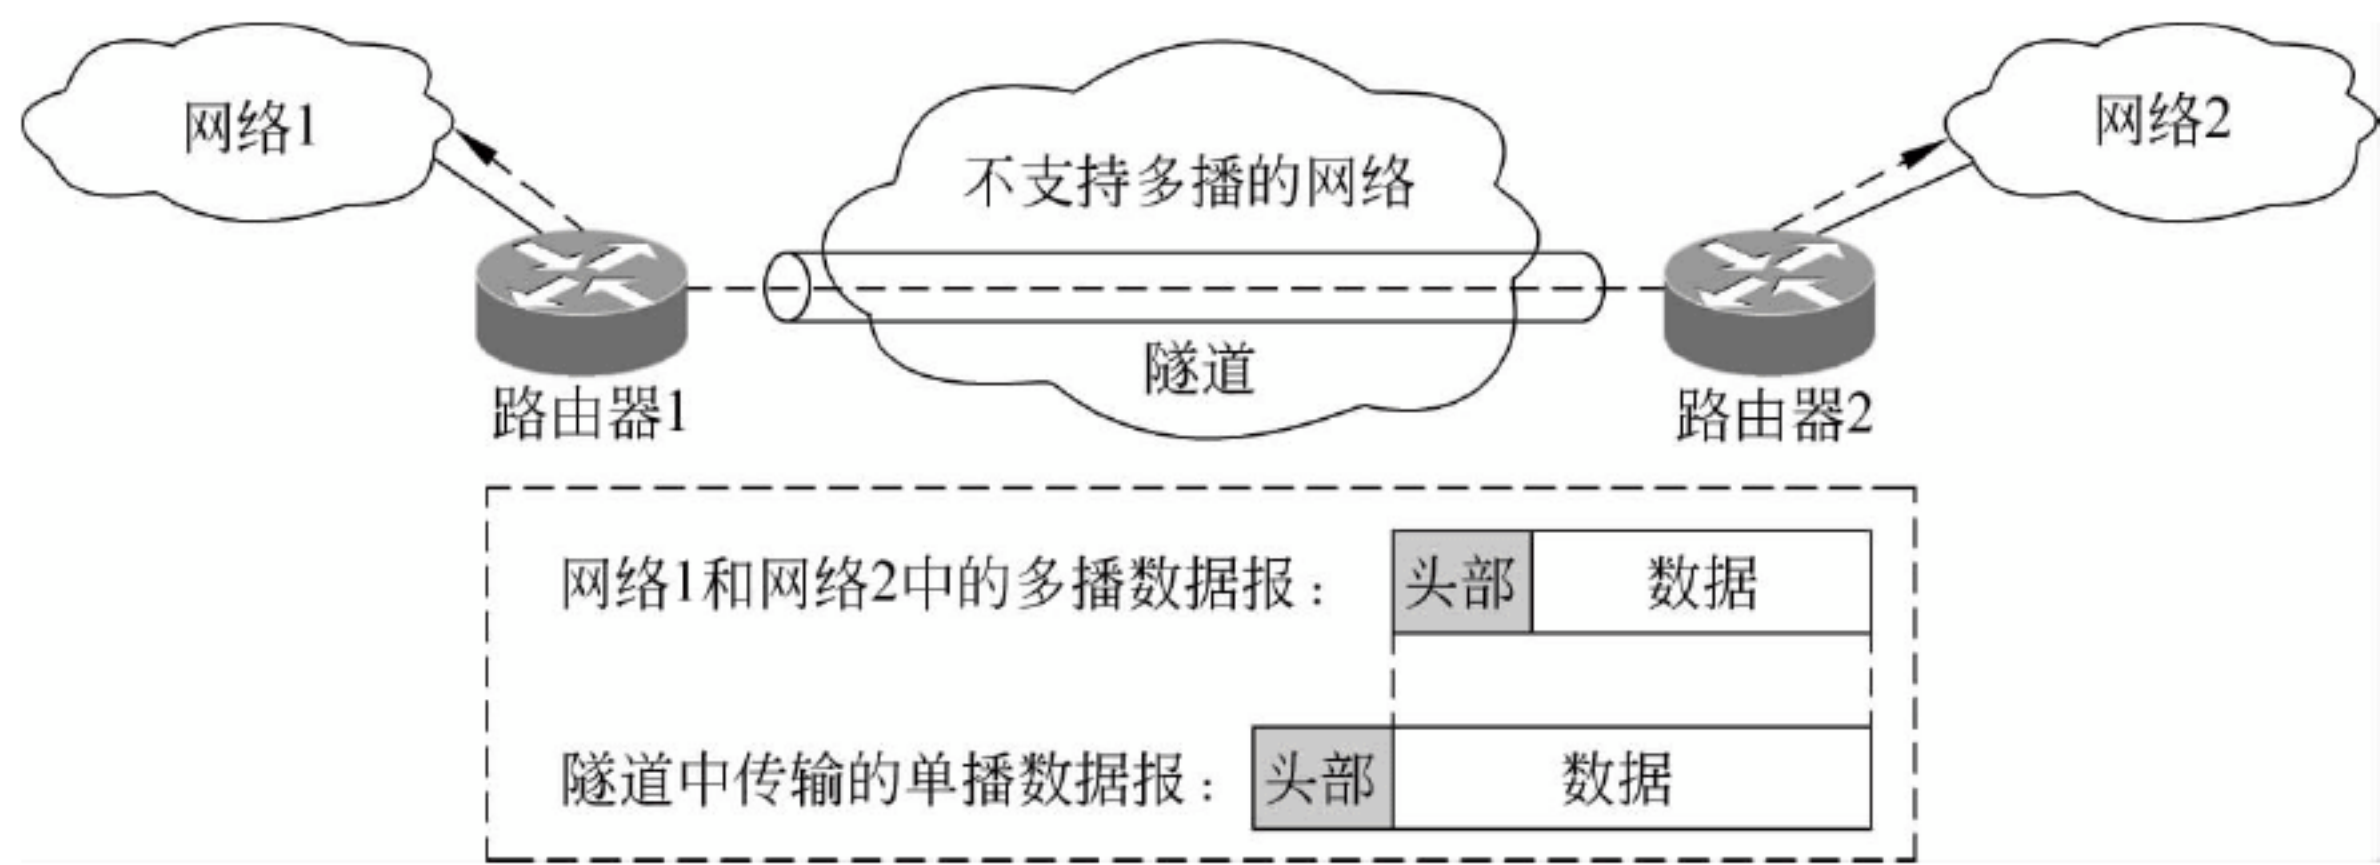 网络1
网络2
不支持多播的网络
隧道
路由器1
路由器2
网络1和网络2中的多播数据报：
头部
数据
隧道中传输的单播数据报：
头部
数据